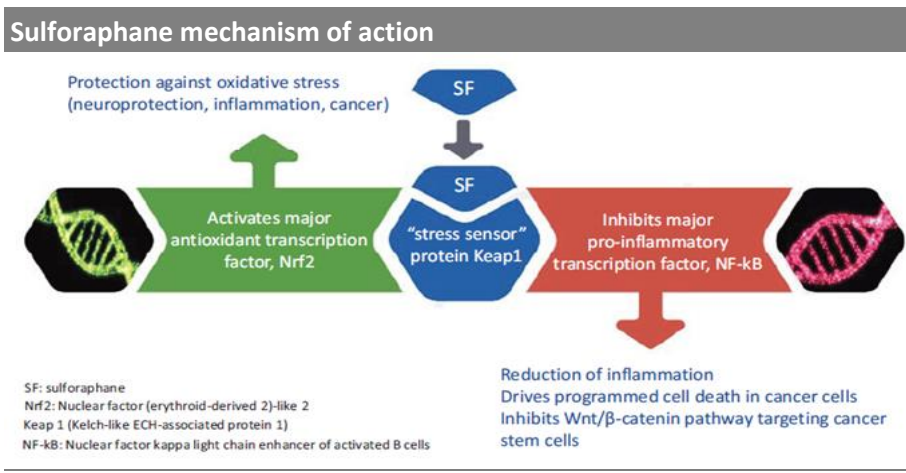 Sulforaphane mechanism of action
Protection against oxidative stress
(neuroprotection, inflammation, cancer)
SF
SF
Activates major
antioxidant transcription
factor, Nrf2
"stress sensor"
protein Keap1
Inhibits major
pro-inflammatory
transcription factor, NF-kB
Reduction of inflammation
Drives programmed cell death in cancer cells
Inhibits Wnt/β-catenin pathway targeting cancer
stem cells
SF: sulforaphane
Nrf2: Nuclear factor (erythroid-derived 2)-like 2
Keap 1 (Kelch-like ECH-associated protein 1)
NF-kB: Nuclear factor kappa light chain enhancer of activated B cells